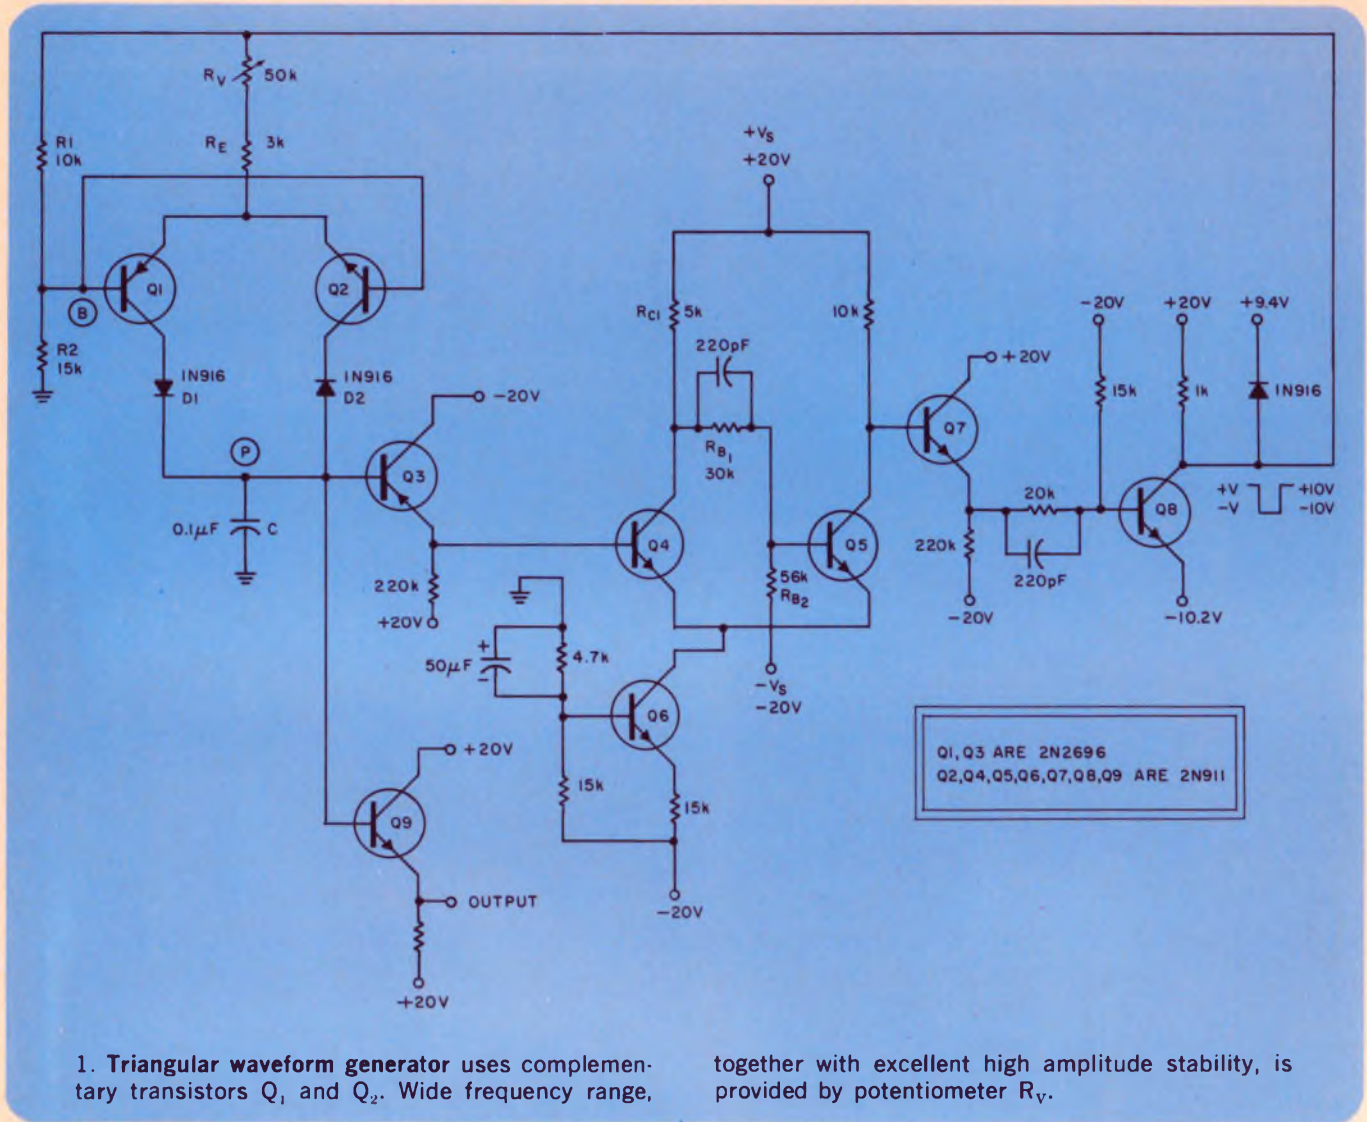 RV 50k
R1
10k
RE 3k
+VS
+20V
Q1
Q2
B
R2
15k
1N916
D1
1N916
D2
RC1 5k
10k
220pF
-20V
+20V
+9.4V
+20V
15k
1k
1N916
-20V
P
Q3
RB1
30k
Q7
0.1µF C
20k
Q8
+V
-V
+10V
-10V
Q4
Q5
220k
220pF
220k
+20V
56k
RB2
-20V
-10.2V
50µF
+
-
4.7k
-VS
-20V
Q6
+20V
15k
15k
Q9
Q1,Q3 ARE 2N2696
Q2,Q4,Q5,Q6,Q7,Q8,Q9 ARE 2N911
OUTPUT
-20V
+20V
1. Triangular waveform generator uses complemen-
tary transistors Q1 and Q2. Wide frequency range,
together with excellent high amplitude stability, is
provided by potentiometer RV.